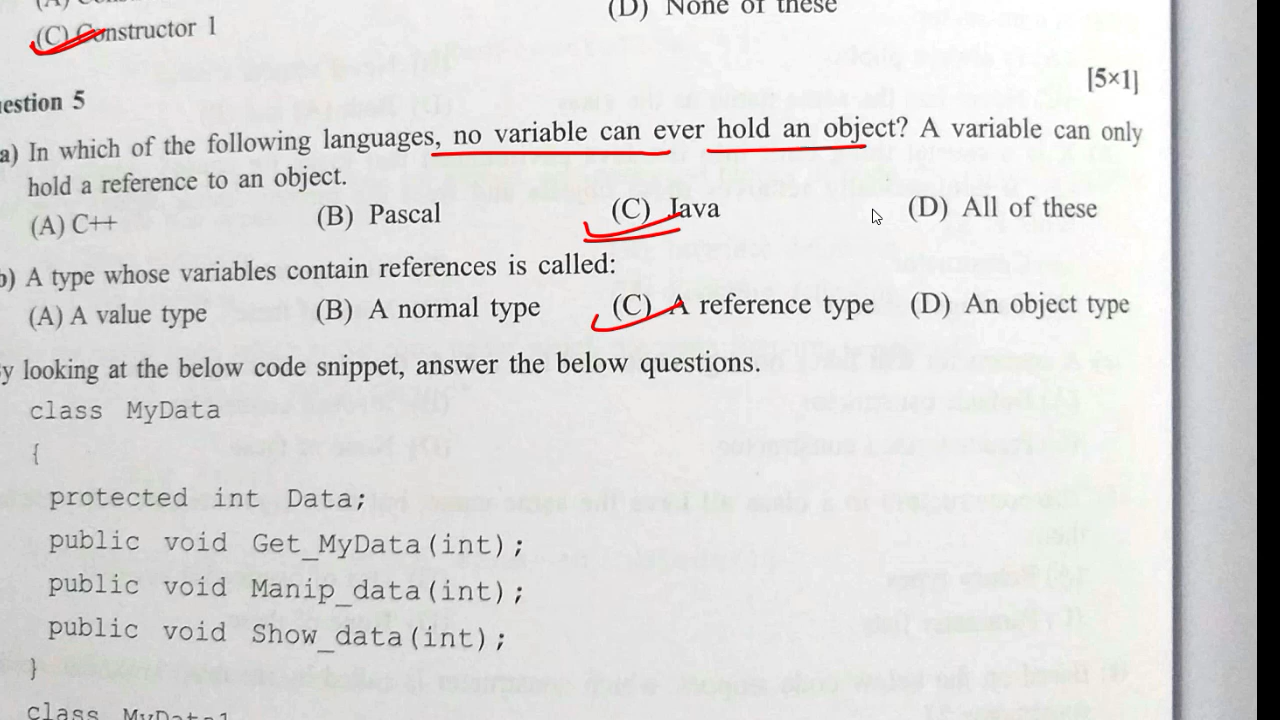 (D) None of these
(C) Constructor 1
[5×1]
estion 5
a) In which of the following languages, no variable can ever hold an object? A variable can only
hold a reference to an object.
(A) C++ (B) Pascal (C) Java (D) All of these
b) A type whose variables contain references is called:
(A) A value type (B) A normal type (C) A reference type (D) An object type
y looking at the below code snippet, answer the below questions.
class MyData
{
protected int Data;
public void Get_MyData(int);
public void Manip_data(int);
public void Show_data(int);
}
class MyData1